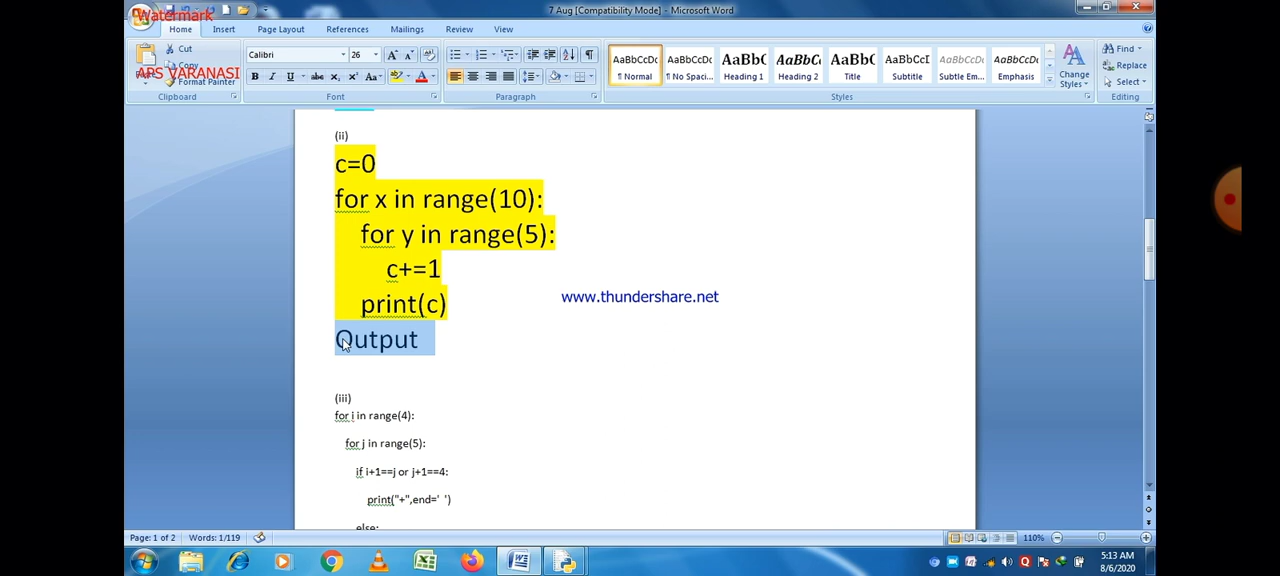 7 Aug [Compatibility Mode] - Microsoft Word
Watermark
Home Insert Page Layout References Mailings Review View
Cut
Copy
Format Painter
ARS VARANASI
Clipboard
Calibri 26
Font
Paragraph
AaBbCcDc AaBbCcDc AaBbC AaBbCc AaBbC AaBbCcI AaBbCcDc AaBbCcDc
¶ Normal ¶ No Spaci... Heading 1 Heading 2 Title Subtitle Subtle Em... Emphasis
Change Styles
Styles
Find
Replace
Select
Editing
(ii)
c=0
for x in range(10):
for y in range(5):
c+=1
print(c)
Output
www.thundershare.net
(iii)
for i in range(4):
for j in range(5):
if i+1==j or j+1==4:
print("+",end=' ')
else:
Page: 1 of 2 Words: 1/119
110%
5:13 AM
8/6/2020